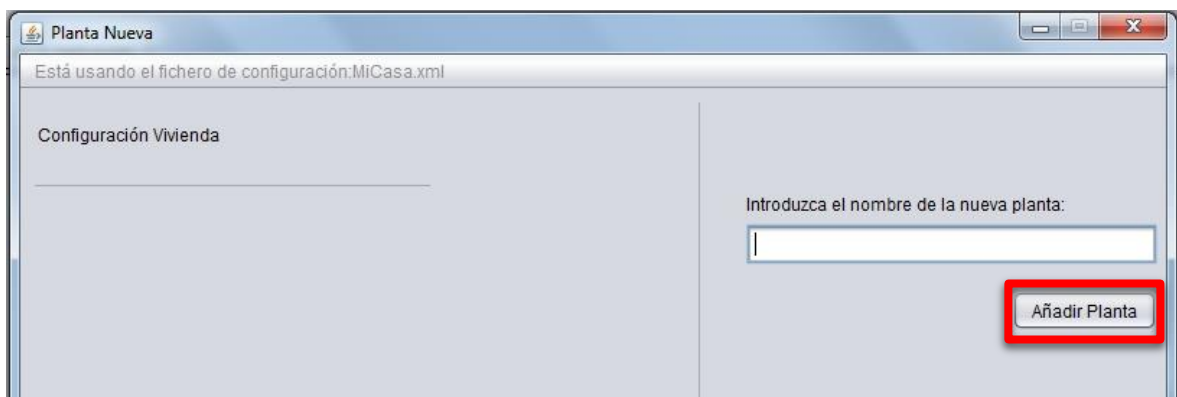 Planta Nueva
Está usando el fichero de configuración:MiCasa.xml
Configuración Vivienda
Introduzca el nombre de la nueva planta:
Añadir Planta